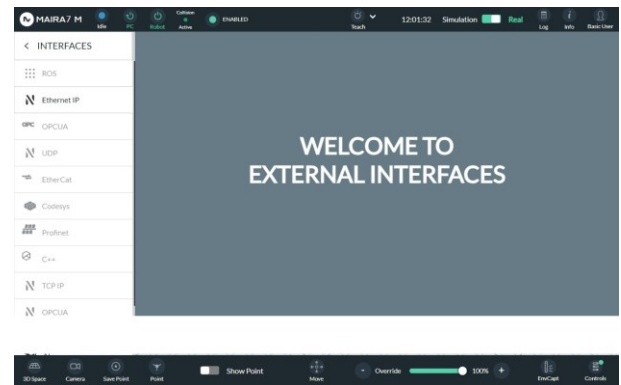 MAIRA7 M
Idle
PC
Robot
Collision
Active
ENABLED
Teach
12:01:32
Simulation
Real
Log
Info
Basic User
INTERFACES
ROS
Ethernet IP
OPC OPCUA
UDP
EtherCat
Codesys
Profinet
C++
TCP IP
OPCUA
WELCOME TO
EXTERNAL INTERFACES
3D Space
Camera
Save Point
Point
Show Point
Move
- Override 100% +
EnvCapt
Controls